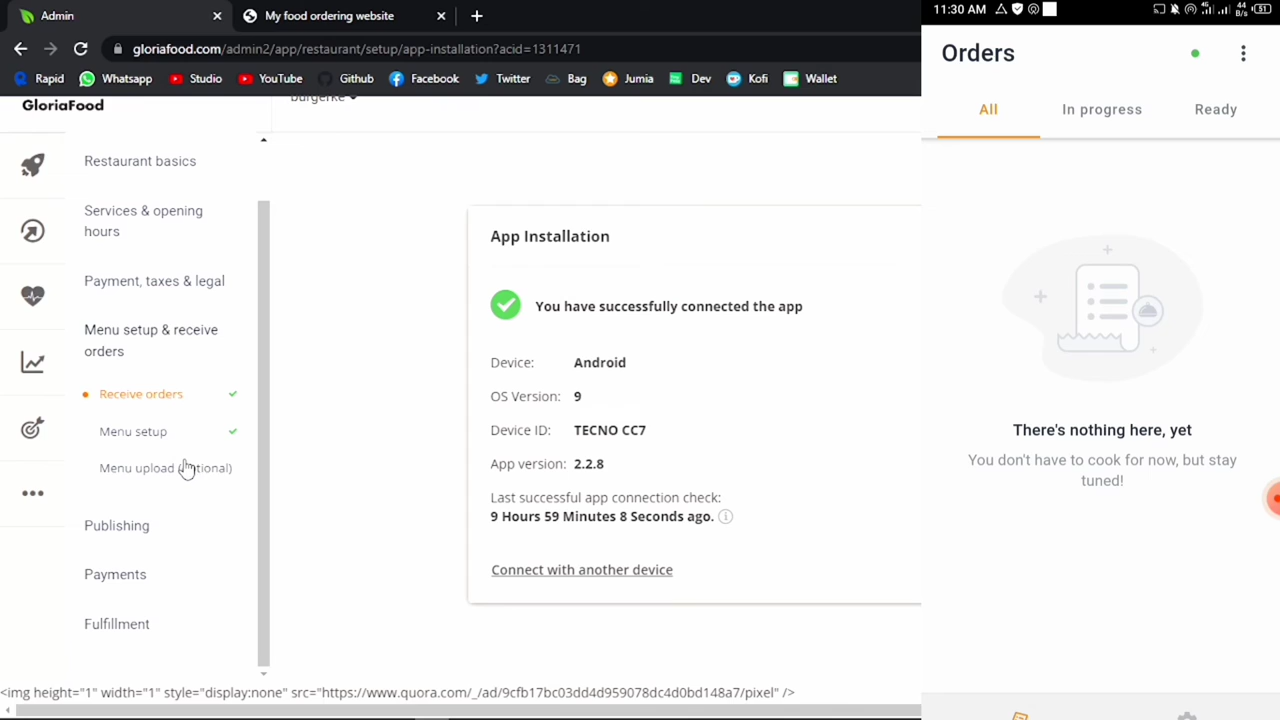 Admin
My food ordering website
gloriafood.com/admin2/app/restaurant/setup/app-installation?acid=1311471
Rapid
Whatsapp
Studio
YouTube
Github
Facebook
Twitter
Bag
Jumia
Dev
Kofi
Wallet
GloriaFood
burgerke
Restaurant basics
Services & opening
hours
Payment, taxes & legal
Menu setup & receive
orders
Receive orders
Menu setup
Menu upload
Publishing
Payments
Fulfillment
App Installation
You have successfully connected the app
Device: Android
OS Version: 9
Device ID: TECNO CC7
App version: 2.2.8
Last successful app connection check:
9 Hours 59 Minutes 8 Seconds ago.
Connect with another device
<img height="1" width="1" style="display:none" src="https://www.quora.com/_/ad/9cfb17bc03dd4d959078dc4d0bd148a7/pixel" />
11:30 AM
44
B/s
51
Orders
All
In progress
Ready
There's nothing here, yet
You don't have to cook for now, but stay
tuned!